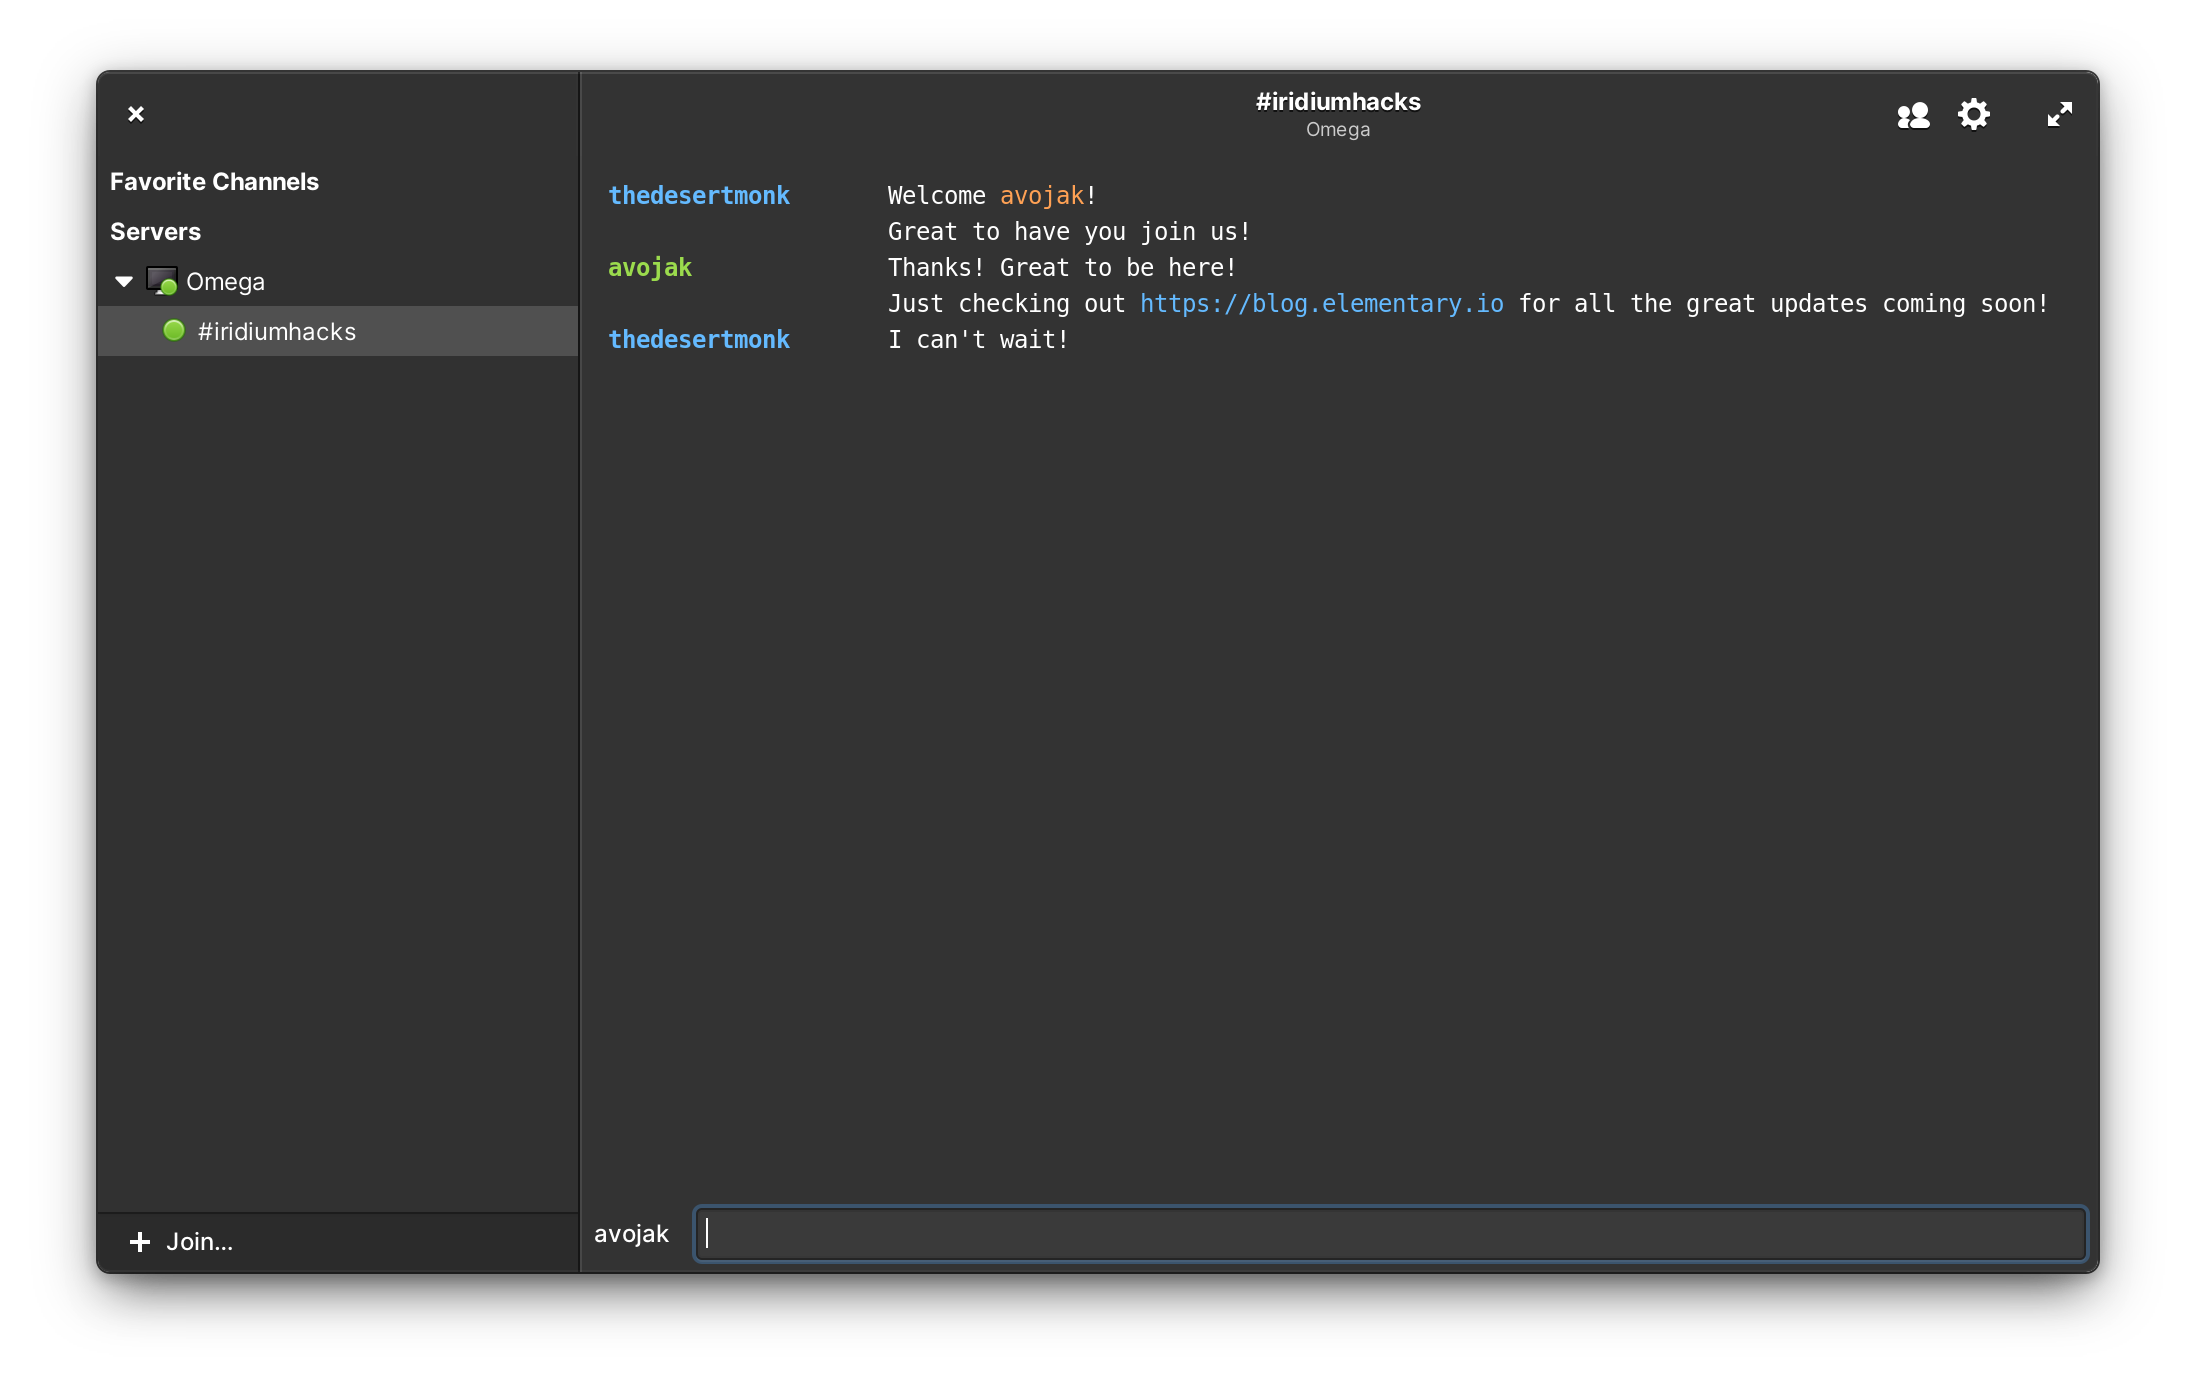 #iridiumhacks
Omega
Favorite Channels
Servers
Omega
#iridiumhacks
thedesertmonk Welcome avojak!
Great to have you join us!
avojak Thanks! Great to be here!
Just checking out https://blog.elementary.io for all the great updates coming soon!
thedesertmonk I can't wait!
Join...
avojak